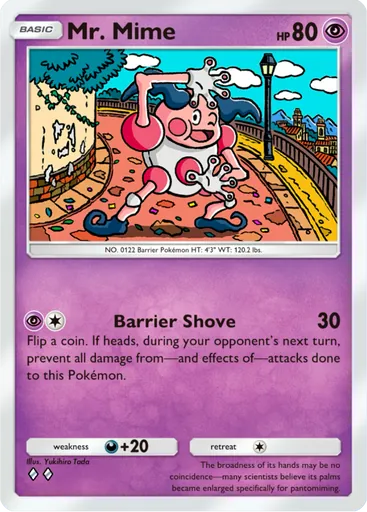 BASIC Mr. Mime HP 80
NO. 0122 Barrier Pokémon HT: 4'3" WT: 120.2 lbs.
Barrier Shove 30
Flip a coin. If heads, during your opponent's next turn,
prevent all damage from—and effects of—attacks done
to this Pokémon.
weakness +20 retreat
Illus. Yukihiro Tada
The broadness of its hands may be no
coincidence—many scientists believe its palms
became enlarged specifically for pantomiming.